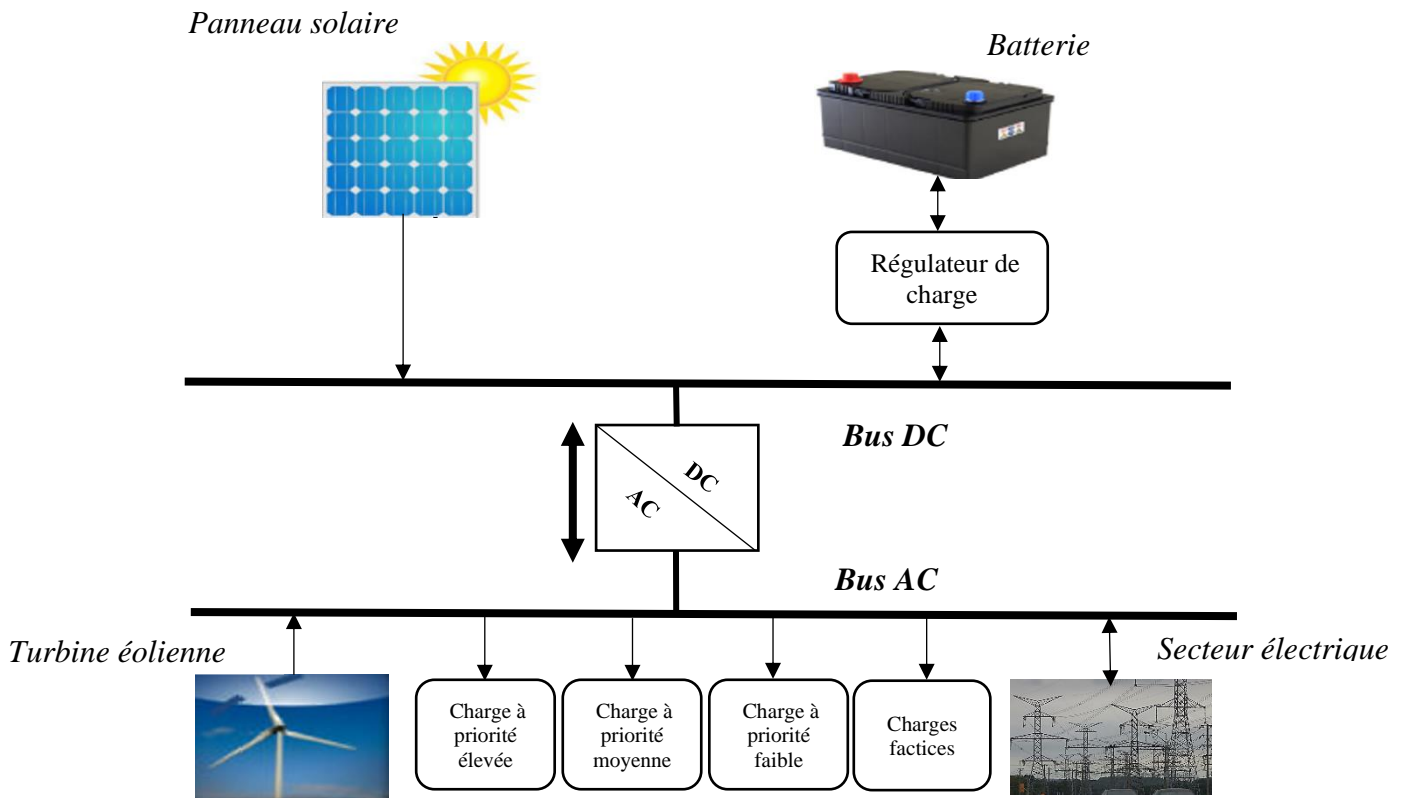 Panneau solaire
Batterie
Régulateur de
charge
Bus DC
DC
AC
Bus AC
Turbine éolienne
Secteur électrique
Charge à
priorité
élevée
Charge à
priorité
moyenne
Charge à
priorité
faible
Charges
factices